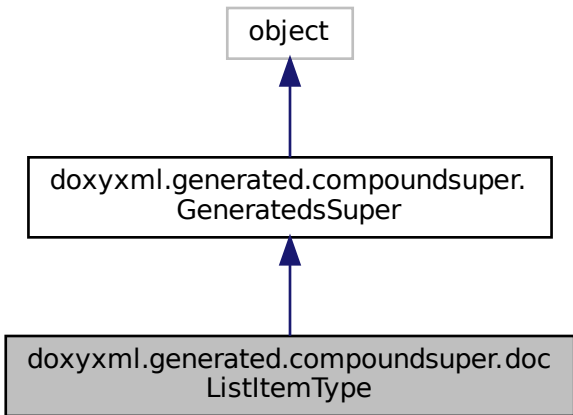 object
doxyxml.generated.compoundsuper.
GeneratedsSuper
doxyxml.generated.compoundsuper.doc
ListItemType